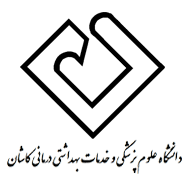 دانشگاه علوم پزشکی و خدمات بهداشتی درمانی کاشان